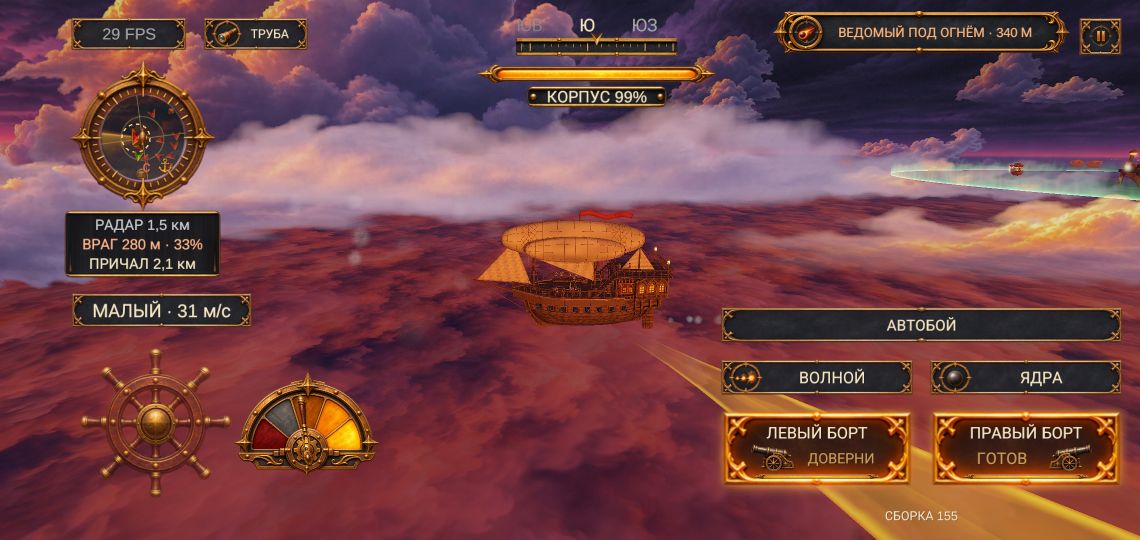 29 FPS
ТРУБА
ЮВ Ю ЮЗ
ВЕДОМЫЙ ПОД ОГНЁМ · 340 М
КОРПУС 99%
РАДАР 1,5 км
ВРАГ 280 м · 33%
ПРИЧАЛ 2,1 км
МАЛЫЙ · 31 м/с
АВТОБОЙ
ВОЛНОЙ
ЯДРА
ЛЕВЫЙ БОРТ
ДОВЕРНИ
ПРАВЫЙ БОРТ
ГОТОВ
СБОРКА 155